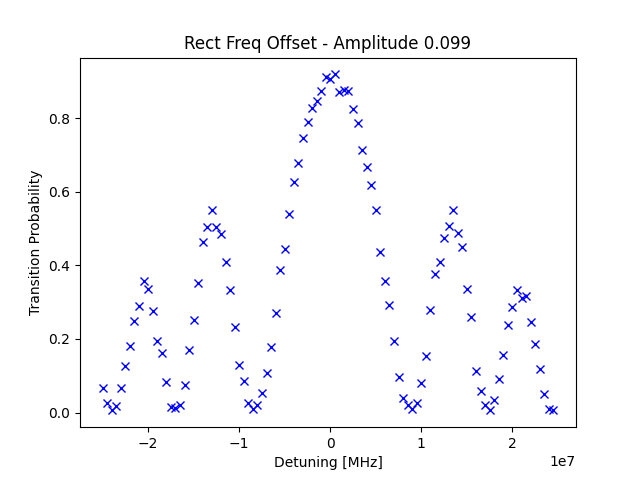 Rect Freq Offset - Amplitude 0.099
Transition Probability
0.8
0.6
0.4
0.2
0.0
−2
−1
0
1
2
1e7
Detuning [MHz]